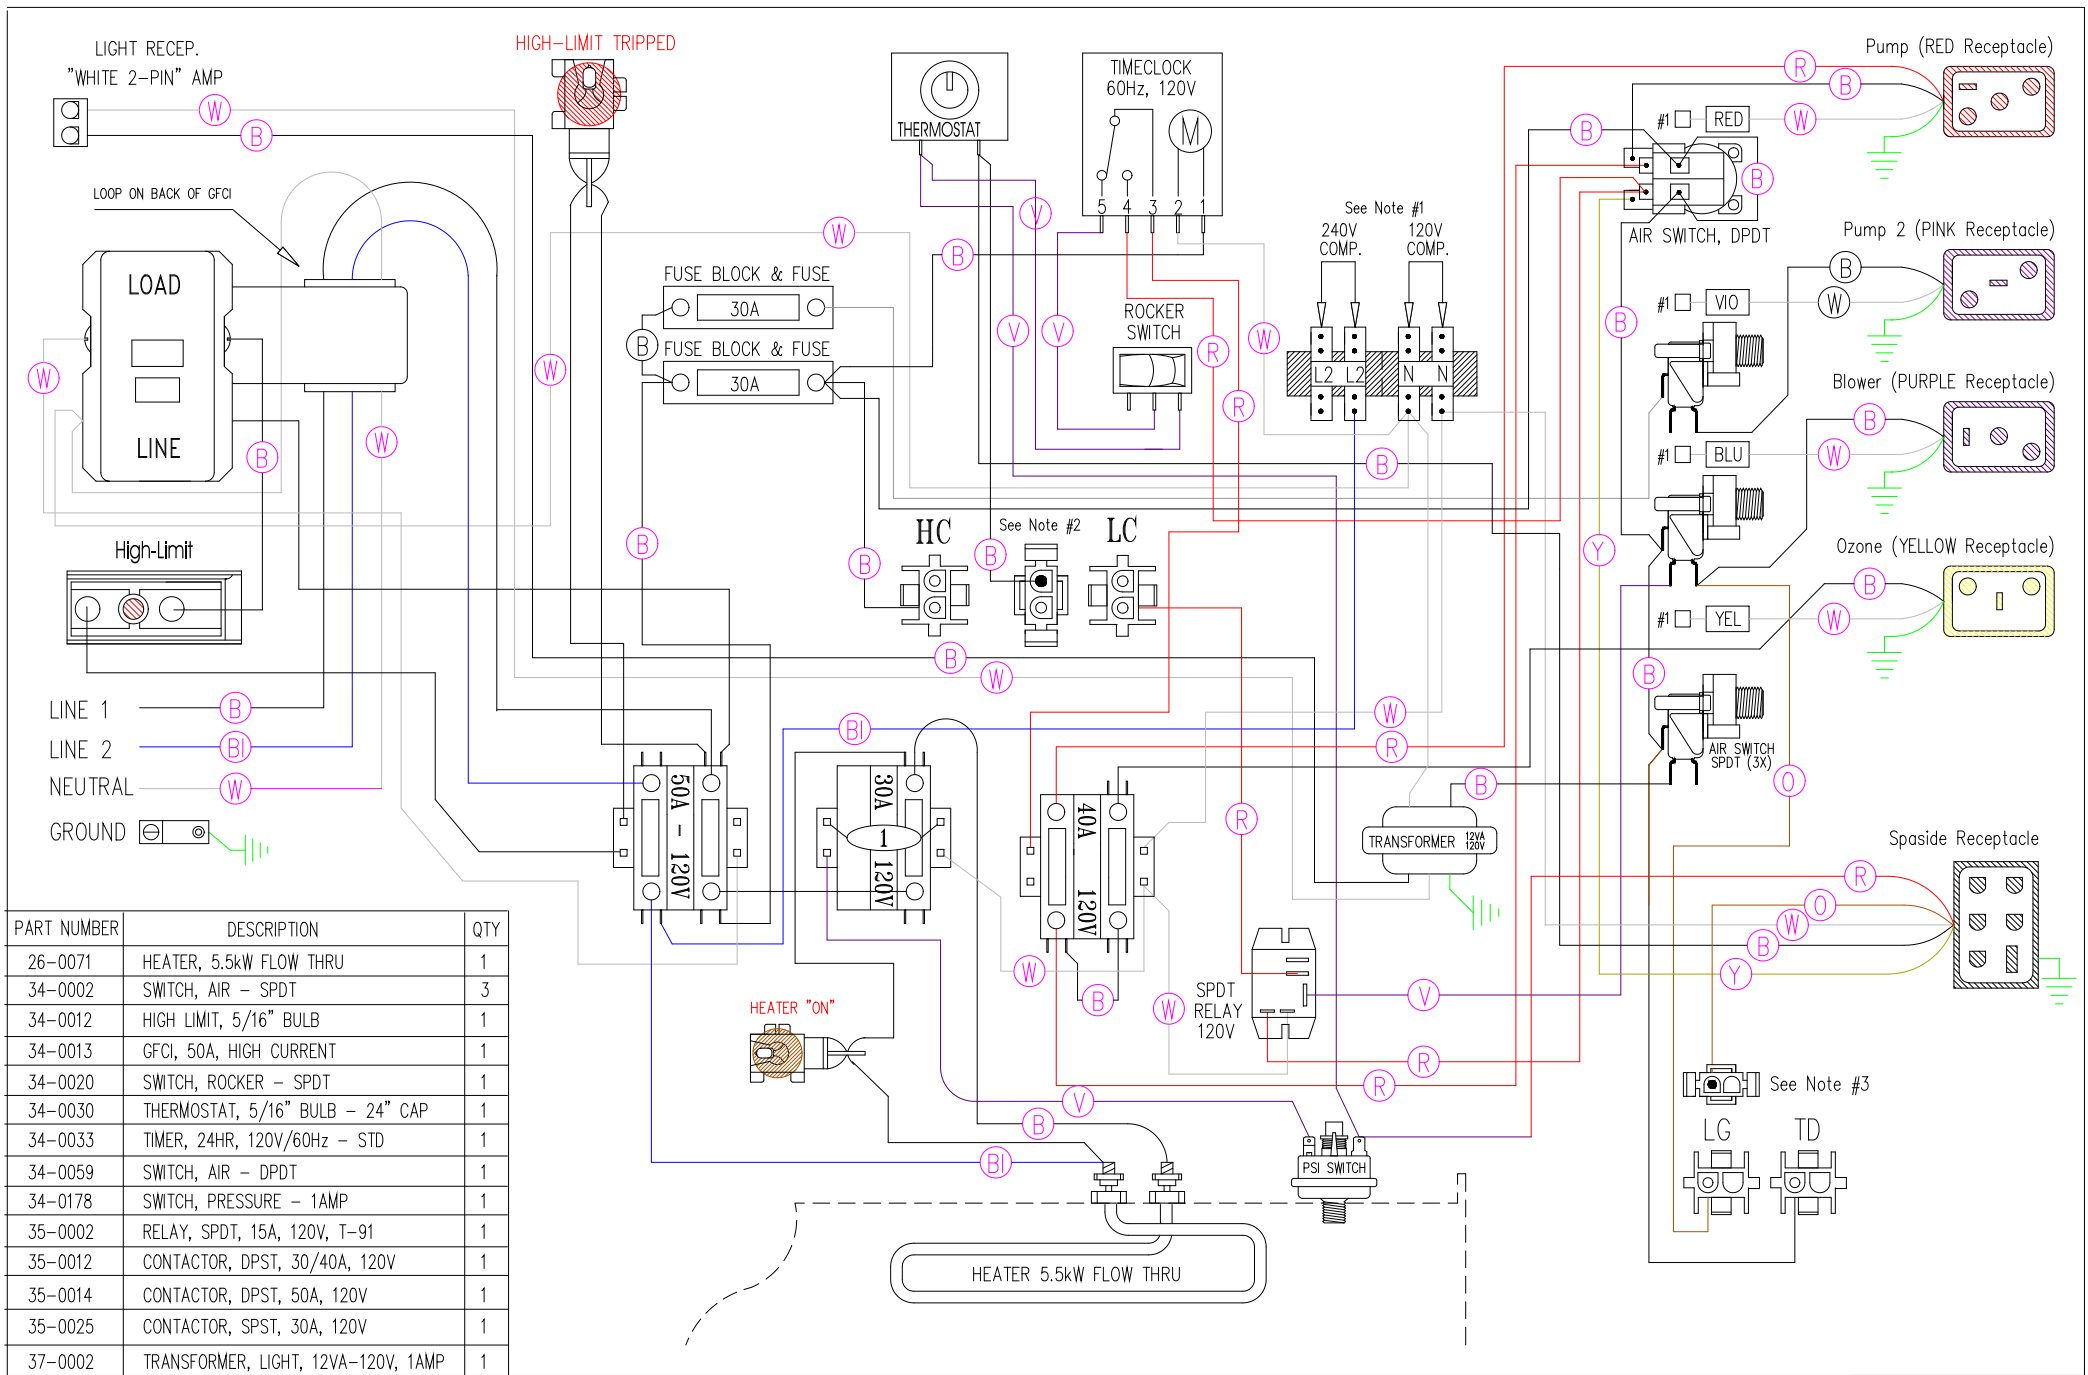 LIGHT RECEP.
"WHITE 2-PIN" AMP
W
B
HIGH-LIMIT TRIPPED
THERMOSTAT
TIMECLOCK
60Hz, 120V
M
5 4 3 2 1
Pump (RED Receptacle)
R
B
#1 RED W
B
B
AIR SWITCH, DPDT
LOOP ON BACK OF GFCI
LOAD
LINE
W
B
W
High-Limit
W
V
B
See Note #1
240V
COMP.
120V
COMP.
L2 L2 N N
FUSE BLOCK & FUSE
30A
B
FUSE BLOCK & FUSE
30A
W
V
V
ROCKER
SWITCH
R
W
R
B
Pump 2 (PINK Receptacle)
B
#1 VIO W
B
Blower (PURPLE Receptacle)
B
#1 BLU W
Y
Ozone (YELLOW Receptacle)
B
#1 YEL W
B
AIR SWITCH
SPDT (3X)
O
B
B
HC
See Note #2
B
LC
B
W
LINE 1 B
LINE 2 Bl
NEUTRAL W
GROUND
Bl
W
R
B
50A - 120V
30A 120V
1
40A 120V
R
TRANSFORMER 12VA
120V
Spaside Receptacle
R
O
W
B
Y
W
B
W
SPDT
RELAY
120V
V
R
R
HEATER "ON"
V
B
Bl
PSI SWITCH
See Note #3
LG TD
HEATER 5.5kW FLOW THRU
PART NUMBER DESCRIPTION QTY
26-0071 HEATER, 5.5kW FLOW THRU 1
34-0002 SWITCH, AIR - SPDT 3
34-0012 HIGH LIMIT, 5/16" BULB 1
34-0013 GFCI, 50A, HIGH CURRENT 1
34-0020 SWITCH, ROCKER - SPDT 1
34-0030 THERMOSTAT, 5/16" BULB - 24" CAP 1
34-0033 TIMER, 24HR, 120V/60Hz - STD 1
34-0059 SWITCH, AIR - DPDT 1
34-0178 SWITCH, PRESSURE - 1AMP 1
35-0002 RELAY, SPDT, 15A, 120V, T-91 1
35-0012 CONTACTOR, DPST, 30/40A, 120V 1
35-0014 CONTACTOR, DPST, 50A, 120V 1
35-0025 CONTACTOR, SPST, 30A, 120V 1
37-0002 TRANSFORMER, LIGHT, 12VA-120V, 1AMP 1